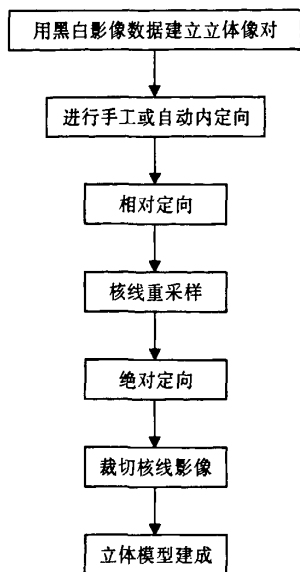 用黑白影像数据建立立体像对
进行手工或自动内定向
相对定向
核线重采样
绝对定向
裁切核线影像
立体模型建成